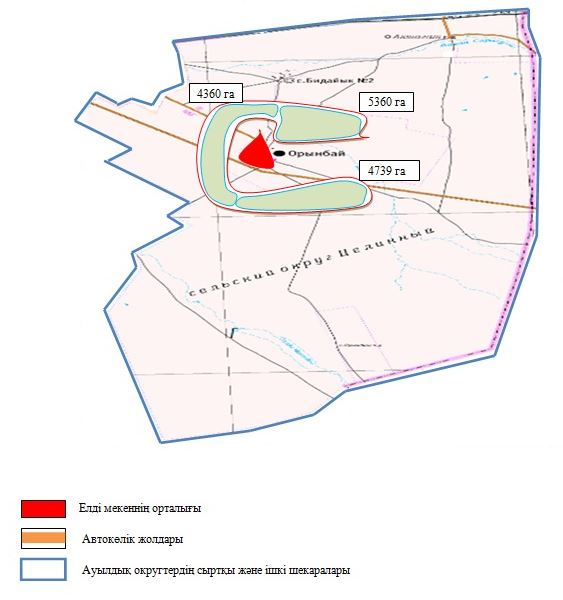 с.Бидайык №2
4360 га
5360 га
Орынбай
4739 га
сельский округ Целинный
Елді мекеннің орталығы
Автокөлік жолдары
Ауылдық округтердің сыртқы және ішкі шекаралары